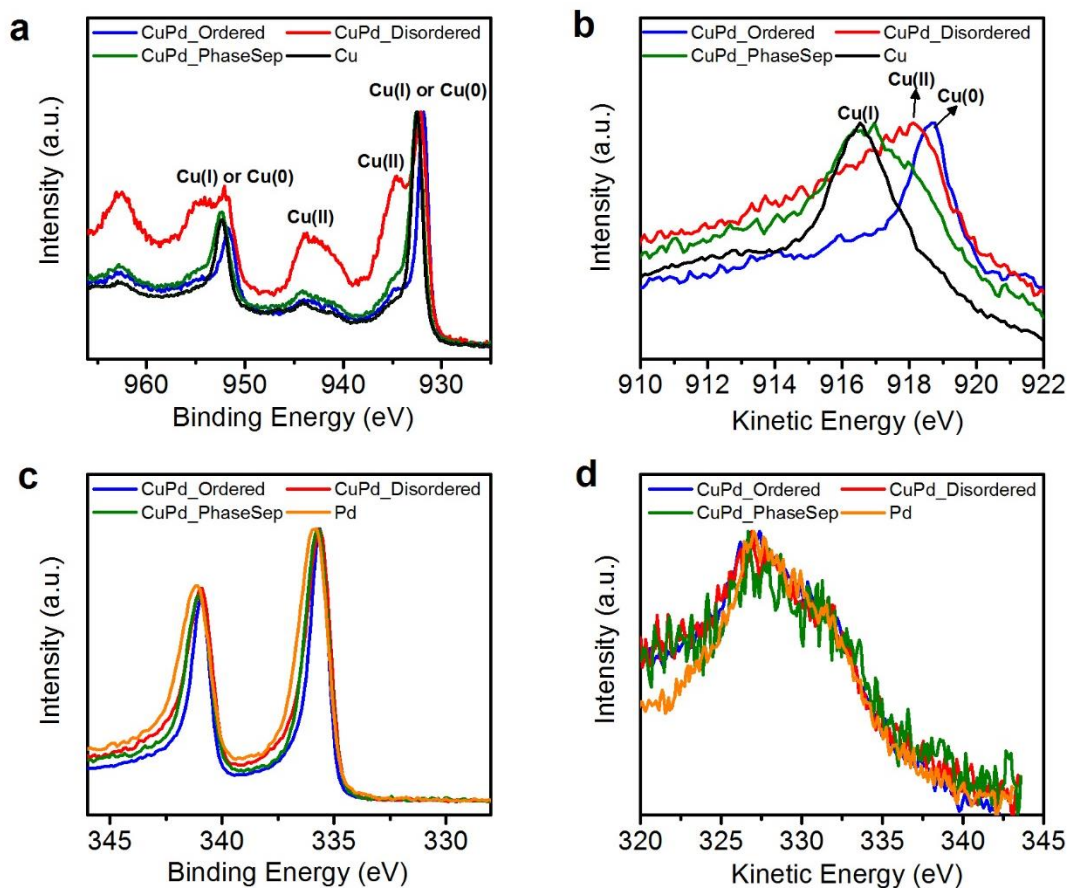 a
CuPd_Ordered CuPd_Disordered
CuPd_PhaseSep Cu
Cu(I) or Cu(0)
Cu(II)
Cu(I) or Cu(0)
Cu(II)
Intensity (a.u.)
960 950 940 930
Binding Energy (eV)
b
CuPd_Ordered CuPd_Disordered
CuPd_PhaseSep Cu
Cu(II)
Cu(I) Cu(0)
Intensity (a.u.)
910 912 914 916 918 920 922
Kinetic Energy (eV)
c
CuPd_Ordered CuPd_Disordered
CuPd_PhaseSep Pd
Intensity (a.u.)
345 340 335 330
Binding Energy (eV)
d
CuPd_Ordered CuPd_Disordered
CuPd_PhaseSep Pd
Intensity (a.u.)
320 325 330 335 340 345
Kinetic Energy (eV)